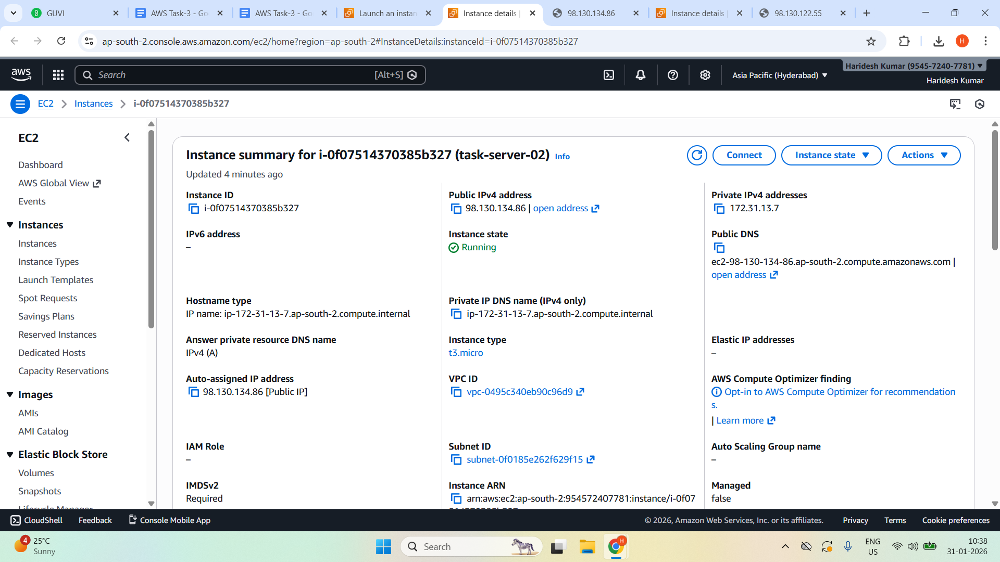 GUVI
AWS Task-3 - Go
AWS Task-3 - Go
Launch an instan
Instance details |
98.130.134.86
Instance details |
98.130.122.55
ap-south-2.console.aws.amazon.com/ec2/home?region=ap-south-2#InstanceDetails:instanceId=i-0f07514370385b327
H
aws
Search
[Alt+S]
Asia Pacific (Hyderabad)
Haridesh Kumar (9545-7240-7781)
Haridesh Kumar
EC2
Instances
i-0f07514370385b327
EC2
Dashboard
AWS Global View
Events
Instances
Instances
Instance Types
Launch Templates
Spot Requests
Savings Plans
Reserved Instances
Dedicated Hosts
Capacity Reservations
Images
AMIs
AMI Catalog
Elastic Block Store
Volumes
Snapshots
Lifecycle Manager
Instance summary for i-0f07514370385b327 (task-server-02) Info
Updated 4 minutes ago
Connect
Instance state
Actions
Instance ID
i-0f07514370385b327
Public IPv4 address
98.130.134.86 | open address
Private IPv4 addresses
172.31.13.7
IPv6 address
–
Instance state
Running
Public DNS
ec2-98-130-134-86.ap-south-2.compute.amazonaws.com |
open address
Hostname type
IP name: ip-172-31-13-7.ap-south-2.compute.internal
Private IP DNS name (IPv4 only)
ip-172-31-13-7.ap-south-2.compute.internal
Answer private resource DNS name
IPv4 (A)
Instance type
t3.micro
Elastic IP addresses
–
Auto-assigned IP address
98.130.134.86 [Public IP]
VPC ID
vpc-0495c340eb90c96d9
AWS Compute Optimizer finding
Opt-in to AWS Compute Optimizer for recommendation
s.
| Learn more
IAM Role
–
Subnet ID
subnet-0f0185e262f629f15
Auto Scaling Group name
–
IMDSv2
Required
Instance ARN
arn:aws:ec2:ap-south-2:954572407781:instance/i-0f07
514370385b327
Managed
false
CloudShell
Feedback
Console Mobile App
© 2026, Amazon Web Services, Inc. or its affiliates.
Privacy
Terms
Cookie preferences
4
25°C
Sunny
Search
H
ENG
US
10:38
31-01-2026